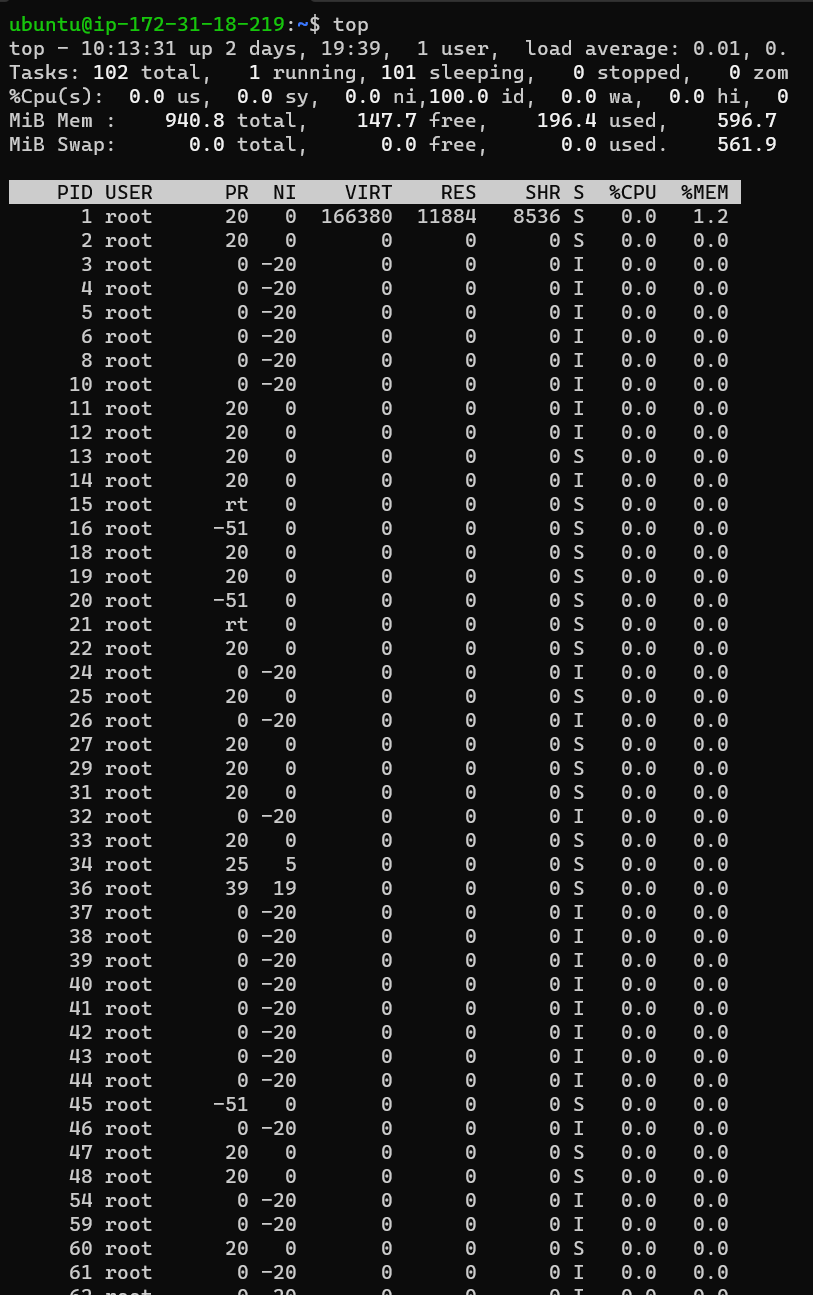 ubuntu@ip-172-31-18-219:~$ top
top - 10:13:31 up 2 days, 19:39,  1 user,  load average: 0.01, 0.
Tasks: 102 total,   1 running, 101 sleeping,   0 stopped,   0 zom
%Cpu(s):  0.0 us,  0.0 sy,  0.0 ni,100.0 id,  0.0 wa,  0.0 hi,  0
MiB Mem :    940.8 total,    147.7 free,    196.4 used,    596.7
MiB Swap:      0.0 total,      0.0 free,      0.0 used.    561.9
PID USER      PR  NI    VIRT    RES    SHR S  %CPU  %MEM
1 root      20   0  166380  11884   8536 S   0.0   1.2
2 root      20   0       0      0      0 S   0.0   0.0
3 root       0 -20       0      0      0 I   0.0   0.0
4 root       0 -20       0      0      0 I   0.0   0.0
5 root       0 -20       0      0      0 I   0.0   0.0
6 root       0 -20       0      0      0 I   0.0   0.0
8 root       0 -20       0      0      0 I   0.0   0.0
10 root       0 -20       0      0      0 I   0.0   0.0
11 root      20   0       0      0      0 I   0.0   0.0
12 root      20   0       0      0      0 I   0.0   0.0
13 root      20   0       0      0      0 S   0.0   0.0
14 root      20   0       0      0      0 I   0.0   0.0
15 root      rt   0       0      0      0 S   0.0   0.0
16 root     -51   0       0      0      0 S   0.0   0.0
18 root      20   0       0      0      0 S   0.0   0.0
19 root      20   0       0      0      0 S   0.0   0.0
20 root     -51   0       0      0      0 S   0.0   0.0
21 root      rt   0       0      0      0 S   0.0   0.0
22 root      20   0       0      0      0 S   0.0   0.0
24 root       0 -20       0      0      0 I   0.0   0.0
25 root      20   0       0      0      0 S   0.0   0.0
26 root       0 -20       0      0      0 I   0.0   0.0
27 root      20   0       0      0      0 S   0.0   0.0
29 root      20   0       0      0      0 S   0.0   0.0
31 root      20   0       0      0      0 S   0.0   0.0
32 root       0 -20       0      0      0 I   0.0   0.0
33 root      20   0       0      0      0 S   0.0   0.0
34 root      25   5       0      0      0 S   0.0   0.0
36 root      39  19       0      0      0 S   0.0   0.0
37 root       0 -20       0      0      0 I   0.0   0.0
38 root       0 -20       0      0      0 I   0.0   0.0
39 root       0 -20       0      0      0 I   0.0   0.0
40 root       0 -20       0      0      0 I   0.0   0.0
41 root       0 -20       0      0      0 I   0.0   0.0
42 root       0 -20       0      0      0 I   0.0   0.0
43 root       0 -20       0      0      0 I   0.0   0.0
44 root       0 -20       0      0      0 I   0.0   0.0
45 root     -51   0       0      0      0 S   0.0   0.0
46 root       0 -20       0      0      0 I   0.0   0.0
47 root      20   0       0      0      0 S   0.0   0.0
48 root      20   0       0      0      0 S   0.0   0.0
54 root       0 -20       0      0      0 I   0.0   0.0
59 root       0 -20       0      0      0 I   0.0   0.0
60 root      20   0       0      0      0 S   0.0   0.0
61 root       0 -20       0      0      0 I   0.0   0.0